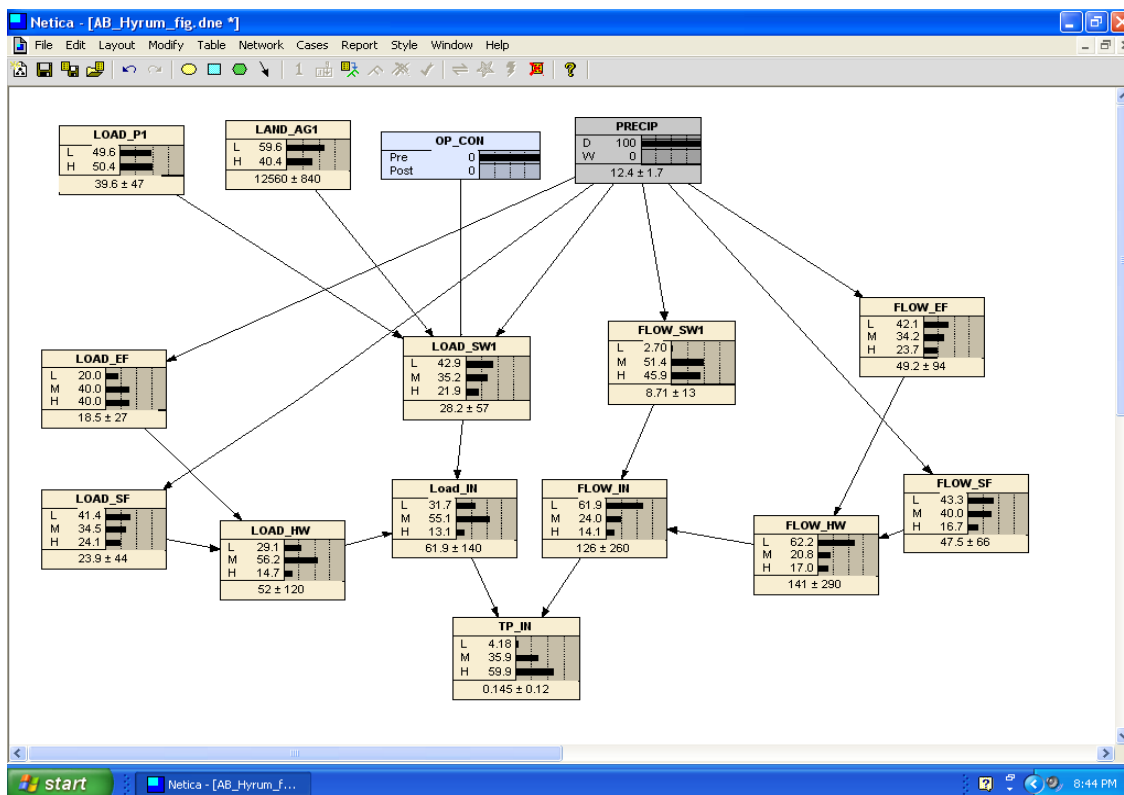 Netica - [AB_Hyrum_fig.dne *]
File Edit Layout Modify Table Network Cases Report Style Window Help
1
?
LOAD_P1
L 49.6
H 50.4
39.6 ± 47
LAND_AG1
L 59.6
H 40.4
12560 ± 840
OP_CON
Pre 0
Post 0
PRECIP
D 100
W 0
12.4 ± 1.7
FLOW_EF
L 42.1
M 34.2
H 23.7
49.2 ± 94
FLOW_SW1
L 2.70
M 51.4
H 45.9
8.71 ± 13
LOAD_SW1
L 42.9
M 35.2
H 21.9
28.2 ± 57
LOAD_EF
L 20.0
M 40.0
H 40.0
18.5 ± 27
LOAD_SF
L 41.4
M 34.5
H 24.1
23.9 ± 44
LOAD_HW
L 29.1
M 56.2
H 14.7
52 ± 120
Load_IN
L 31.7
M 55.1
H 13.1
61.9 ± 140
FLOW_IN
L 61.9
M 24.0
H 14.1
126 ± 260
FLOW_HW
L 62.2
M 20.8
H 17.0
141 ± 290
FLOW_SF
L 43.3
M 40.0
H 16.7
47.5 ± 66
TP_IN
L 4.18
M 35.9
H 59.9
0.145 ± 0.12
start
Netica - [AB_Hyrum_f...
?
8:44 PM